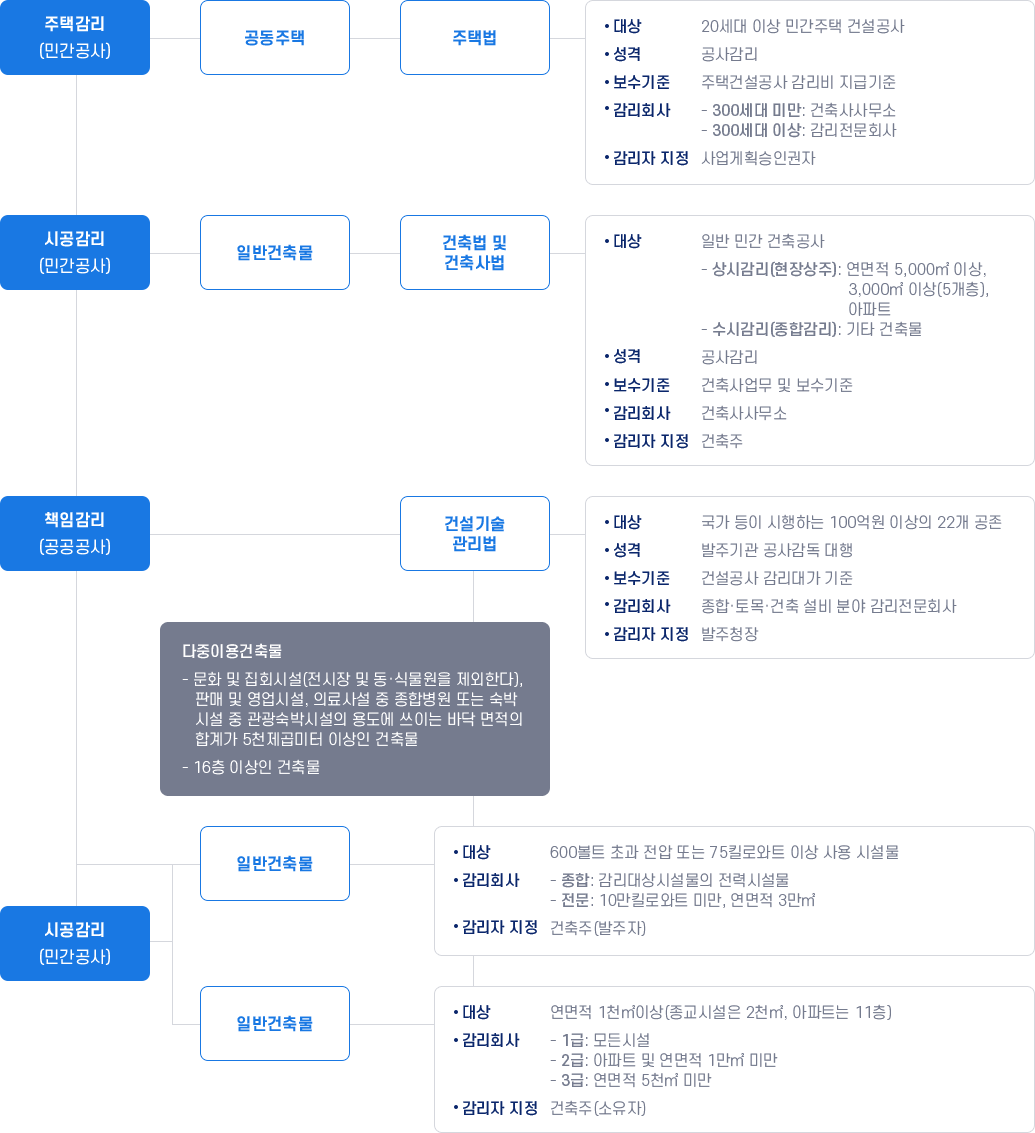 주택감리
(민간공사)
공동주택
주택법
• 대상 20세대 이상 민간주택 건설공사
• 성격 공사감리
• 보수기준 주택건설공사 감리비 지급기준
• 감리회사 - 300세대 미만: 건축사사무소
- 300세대 이상: 감리전문회사
• 감리자 지정 사업계획승인권자
시공감리
(민간공사)
일반건축물
건축법 및
건축사법
• 대상 일반 민간 건축공사
- 상시감리(현장상주): 연면적 5,000㎡ 이상,
3,000㎡ 이상(5개층),
아파트
- 수시감리(종합감리): 기타 건축물
• 성격 공사감리
• 보수기준 건축사업무 및 보수기준
• 감리회사 건축사사무소
• 감리자 지정 건축주
책임감리
(공공공사)
건설기술
관리법
• 대상 국가 등이 시행하는 100억원 이상의 22개 공존
• 성격 발주기관 공사감독 대행
• 보수기준 건설공사 감리대가 기준
• 감리회사 종합·토목·건축 설비 분야 감리전문회사
• 감리자 지정 발주청장
다중이용건축물
- 문화 및 집회시설(전시장 및 동·식물원을 제외한다),
판매 및 영업시설, 의료사설 중 종합병원 또는 숙박
시설 중 관광숙박시설의 용도에 쓰이는 바닥 면적의
합계가 5천제곱미터 이상인 건축물
- 16층 이상인 건축물
일반건축물
• 대상 600볼트 초과 전압 또는 75킬로와트 이상 사용 시설물
• 감리회사 - 종합: 감리대상시설물의 전력시설물
- 전문: 10만킬로와트 미만, 연면적 3만㎡
• 감리자 지정 건축주(발주자)
시공감리
(민간공사)
일반건축물
• 대상 연면적 1천㎡이상(종교시설은 2천㎡, 아파트는 11층)
• 감리회사 - 1급: 모든시설
- 2급: 아파트 및 연면적 1만㎡ 미만
- 3급: 연면적 5천㎡ 미만
• 감리자 지정 건축주(소유자)